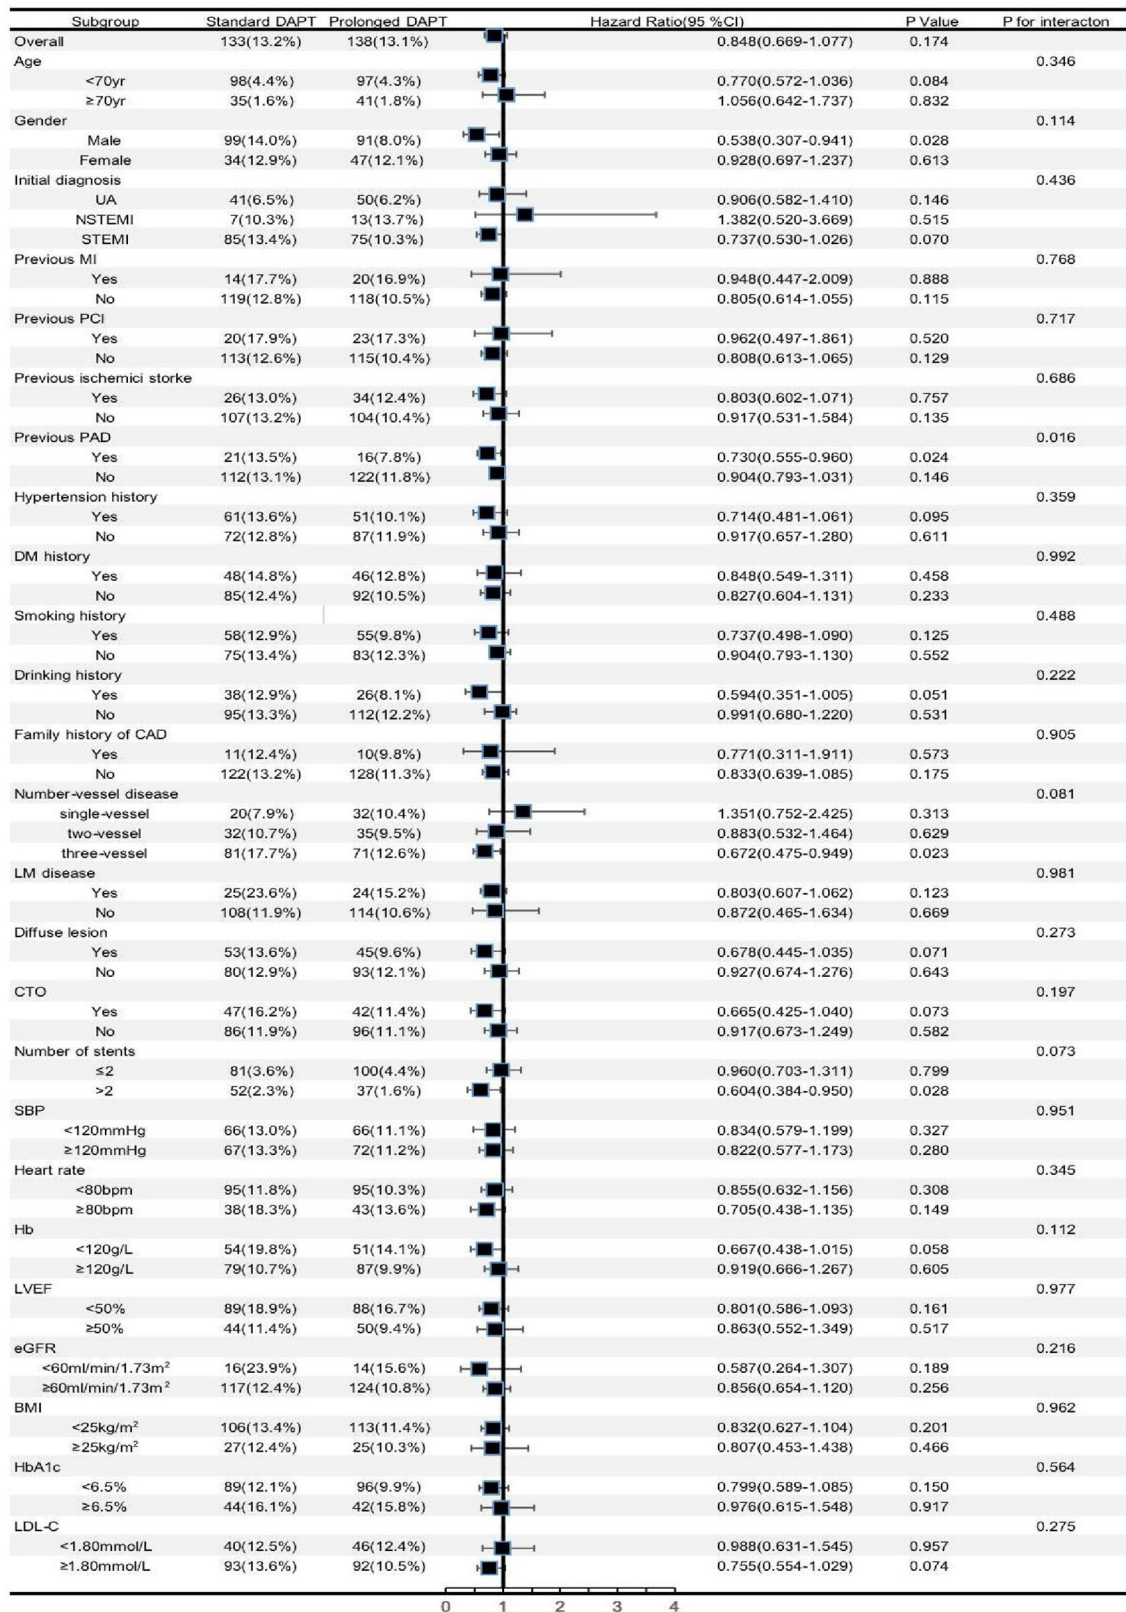 Subgroup Standard DAPT Prolonged DAPT Hazard Ratio(95 %CI) P Value P for interacton
Overall 133(13.2%) 138(13.1%) 0.848(0.669-1.077) 0.174
Age 0.346
<70yr 98(4.4%) 97(4.3%) 0.770(0.572-1.036) 0.084
≥70yr 35(1.6%) 41(1.8%) 1.056(0.642-1.737) 0.832
Gender 0.114
Male 99(14.0%) 91(8.0%) 0.538(0.307-0.941) 0.028
Female 34(12.9%) 47(12.1%) 0.928(0.697-1.237) 0.613
Initial diagnosis 0.436
UA 41(6.5%) 50(6.2%) 0.906(0.582-1.410) 0.146
NSTEMI 7(10.3%) 13(13.7%) 1.382(0.520-3.669) 0.515
STEMI 85(13.4%) 75(10.3%) 0.737(0.530-1.026) 0.070
Previous MI 0.768
Yes 14(17.7%) 20(16.9%) 0.948(0.447-2.009) 0.888
No 119(12.8%) 118(10.5%) 0.805(0.614-1.055) 0.115
Previous PCI 0.717
Yes 20(17.9%) 23(17.3%) 0.962(0.497-1.861) 0.520
No 113(12.6%) 115(10.4%) 0.808(0.613-1.065) 0.129
Previous ischemici storke 0.686
Yes 26(13.0%) 34(12.4%) 0.803(0.602-1.071) 0.757
No 107(13.2%) 104(10.4%) 0.917(0.531-1.584) 0.135
Previous PAD 0.016
Yes 21(13.5%) 16(7.8%) 0.730(0.555-0.960) 0.024
No 112(13.1%) 122(11.8%) 0.904(0.793-1.031) 0.146
Hypertension history 0.359
Yes 61(13.6%) 51(10.1%) 0.714(0.481-1.061) 0.095
No 72(12.8%) 87(11.9%) 0.917(0.657-1.280) 0.611
DM history 0.992
Yes 48(14.8%) 46(12.8%) 0.848(0.549-1.311) 0.458
No 85(12.4%) 92(10.5%) 0.827(0.604-1.131) 0.233
Smoking history 0.488
Yes 58(12.9%) 55(9.8%) 0.737(0.498-1.090) 0.125
No 75(13.4%) 83(12.3%) 0.904(0.793-1.130) 0.552
Drinking history 0.222
Yes 38(12.9%) 26(8.1%) 0.594(0.351-1.005) 0.051
No 95(13.3%) 112(12.2%) 0.991(0.680-1.220) 0.531
Family history of CAD 0.905
Yes 11(12.4%) 10(9.8%) 0.771(0.311-1.911) 0.573
No 122(13.2%) 128(11.3%) 0.833(0.639-1.085) 0.175
Number-vessel disease 0.081
single-vessel 20(7.9%) 32(10.4%) 1.351(0.752-2.425) 0.313
two-vessel 32(10.7%) 35(9.5%) 0.883(0.532-1.464) 0.629
three-vessel 81(17.7%) 71(12.6%) 0.672(0.475-0.949) 0.023
LM disease 0.981
Yes 25(23.6%) 24(15.2%) 0.803(0.607-1.062) 0.123
No 108(11.9%) 114(10.6%) 0.872(0.465-1.634) 0.669
Diffuse lesion 0.273
Yes 53(13.6%) 45(9.6%) 0.678(0.445-1.035) 0.071
No 80(12.9%) 93(12.1%) 0.927(0.674-1.276) 0.643
CTO 0.197
Yes 47(16.2%) 42(11.4%) 0.665(0.425-1.040) 0.073
No 86(11.9%) 96(11.1%) 0.917(0.673-1.249) 0.582
Number of stents 0.073
≤2 81(3.6%) 100(4.4%) 0.960(0.703-1.311) 0.799
>2 52(2.3%) 37(1.6%) 0.604(0.384-0.950) 0.028
SBP 0.951
<120mmHg 66(13.0%) 66(11.1%) 0.834(0.579-1.199) 0.327
≥120mmHg 67(13.3%) 72(11.2%) 0.822(0.577-1.173) 0.280
Heart rate 0.345
<80bpm 95(11.8%) 95(10.3%) 0.855(0.632-1.156) 0.308
≥80bpm 38(18.3%) 43(13.6%) 0.705(0.438-1.135) 0.149
Hb 0.112
<120g/L 54(19.8%) 51(14.1%) 0.667(0.438-1.015) 0.058
≥120g/L 79(10.7%) 87(9.9%) 0.919(0.666-1.267) 0.605
LVEF 0.977
<50% 89(18.9%) 88(16.7%) 0.801(0.586-1.093) 0.161
≥50% 44(11.4%) 50(9.4%) 0.863(0.552-1.349) 0.517
eGFR 0.216
<60ml/min/1.73m² 16(23.9%) 14(15.6%) 0.587(0.264-1.307) 0.189
≥60ml/min/1.73m² 117(12.4%) 124(10.8%) 0.856(0.654-1.120) 0.256
BMI 0.962
<25kg/m² 106(13.4%) 113(11.4%) 0.832(0.627-1.104) 0.201
≥25kg/m² 27(12.4%) 25(10.3%) 0.807(0.453-1.438) 0.466
HbA1c 0.564
<6.5% 89(12.1%) 96(9.9%) 0.799(0.589-1.085) 0.150
≥6.5% 44(16.1%) 42(15.8%) 0.976(0.615-1.548) 0.917
LDL-C 0.275
<1.80mmol/L 40(12.5%) 46(12.4%) 0.988(0.631-1.545) 0.957
≥1.80mmol/L 93(13.6%) 92(10.5%) 0.755(0.554-1.029) 0.074
0 1 2 3 4